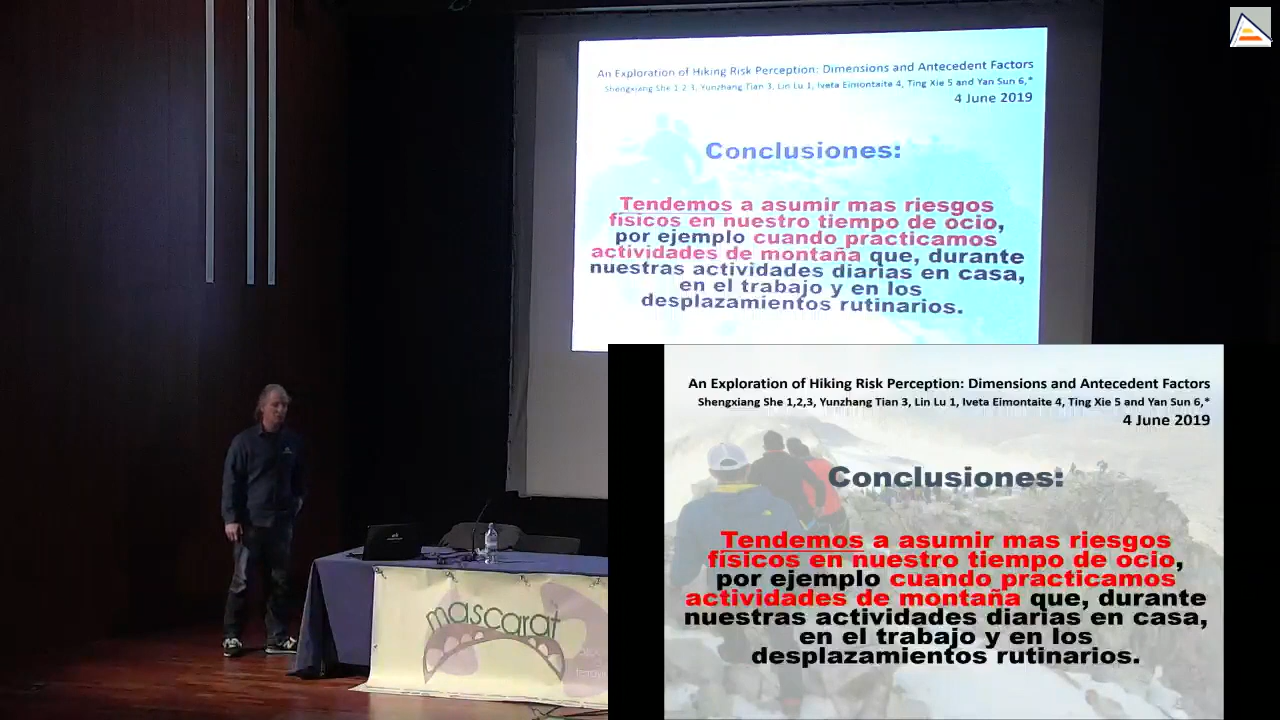 An Exploration of Hiking Risk Perception: Dimensions and Antecedent Factors
Shengxiang She 1,2,3, Yunzhang Tian 3, Lin Lu 1, Iveta Eimontaite 4, Ting Xie 5 and Yan Sun 6,*
4 June 2019
Conclusiones:
Tendemos a asumir mas riesgos
físicos en nuestro tiempo de ocio,
por ejemplo cuando practicamos
actividades de montaña que, durante
nuestras actividades diarias en casa,
en el trabajo y en los
desplazamientos rutinarios.
mascarat
An Exploration of Hiking Risk Perception: Dimensions and Antecedent Factors
Shengxiang She 1,2,3, Yunzhang Tian 3, Lin Lu 1, Iveta Eimontaite 4, Ting Xie 5 and Yan Sun 6,*
4 June 2019
Conclusiones:
Tendemos a asumir mas riesgos
físicos en nuestro tiempo de ocio,
por ejemplo cuando practicamos
actividades de montaña que, durante
nuestras actividades diarias en casa,
en el trabajo y en los
desplazamientos rutinarios.